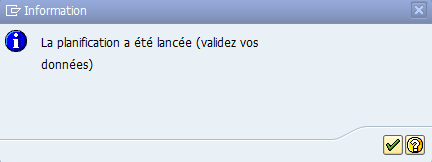 Information
La planification a été lancée (validez vos
données)